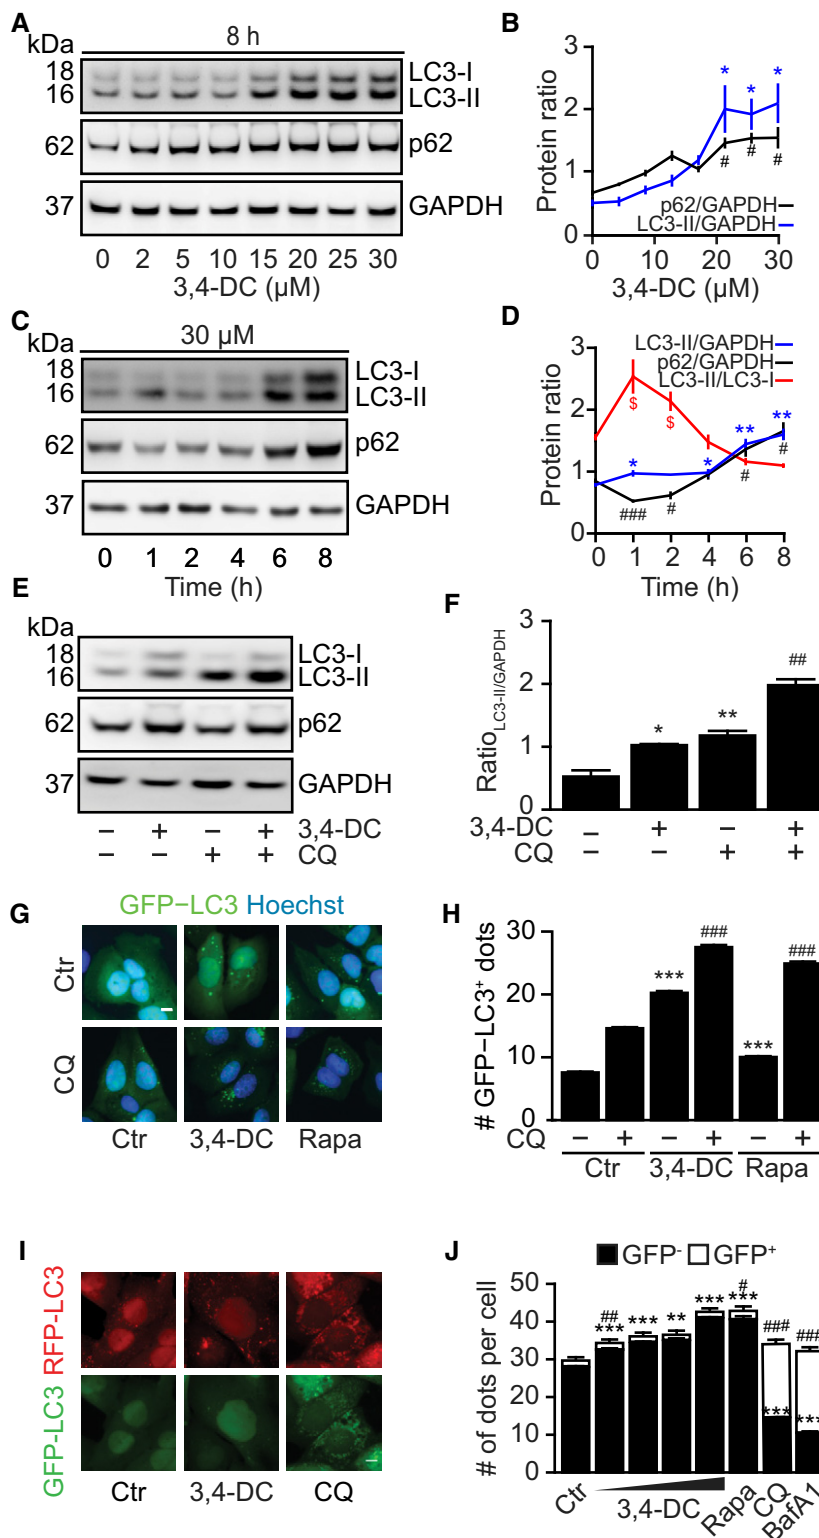 A
8 h
kDa
18
LC3-I
16
LC3-II
62
p62
37
GAPDH
0 2 5 10 15 20 25 30
3,4-DC (µM)
B
3
2
1
0
Protein ratio
* * *
# # #
p62/GAPDH
LC3-II/GAPDH
0 10 20 30
3,4-DC (µM)
C
30 µM
kDa
18
LC3-I
16
LC3-II
62
p62
37
GAPDH
0 1 2 4 6 8
Time (h)
D
LC3-II/GAPDH
p62/GAPDH
LC3-II/LC3-I
3
2
1
0
Protein ratio
$ $
* * ** **
### # # #
0 1 2 4 6 8
Time (h)
E
kDa
18
LC3-I
16
LC3-II
62
p62
37
GAPDH
– + – + 3,4-DC
– – + + CQ
F
3
2
1
0
Ratio LC3-II/GAPDH
* ** ##
3,4-DC – + – +
CQ – – + +
G
GFP–LC3 Hoechst
Ctr
CQ
Ctr 3,4-DC Rapa
H
30
20
10
0
# GFP–LC3+ dots
*** ### *** ###
CQ – + – + – +
Ctr 3,4-DC Rapa
I
RFP-LC3
GFP-LC3
Ctr 3,4-DC CQ
J
GFP- GFP+
50
40
30
20
10
0
# of dots per cell
## # ### ###
*** *** ** *** *** *** ***
Ctr 3,4-DC Rapa CQ BafA1